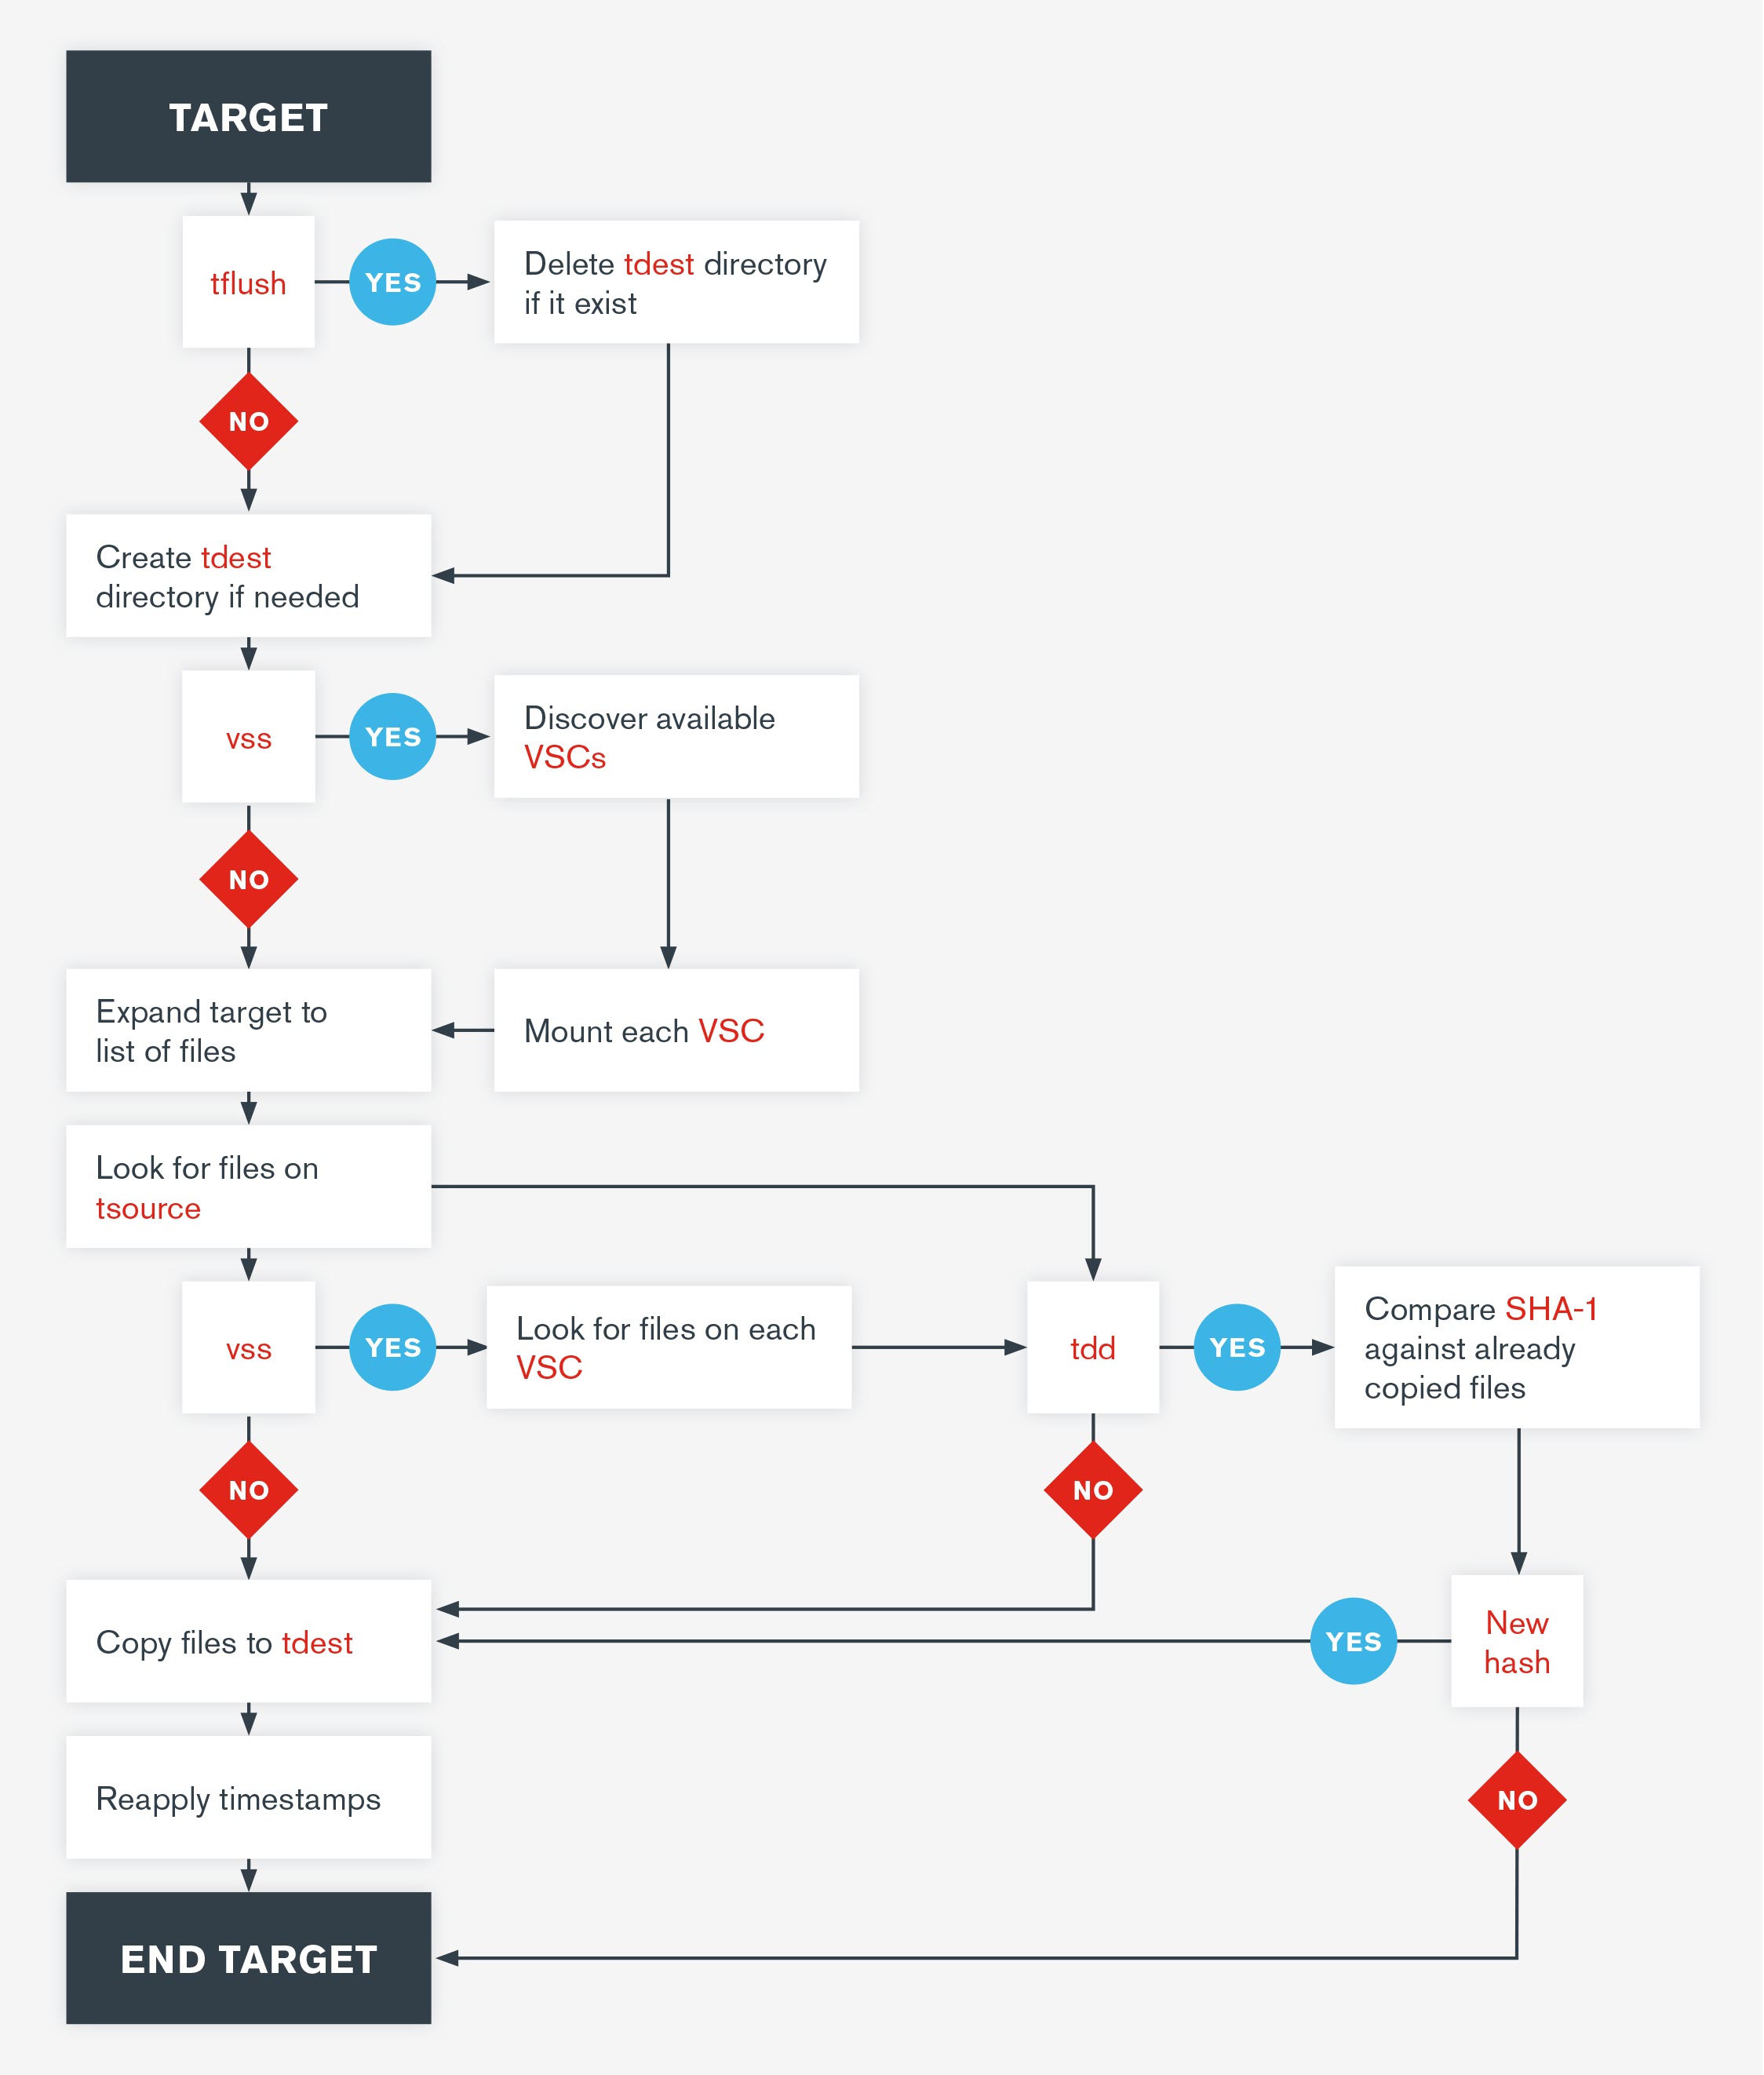 TARGET
tflush
YES
Delete tdest directory
if it exist
NO
Create tdest
directory if needed
vss
YES
Discover available
VSCs
NO
Expand target to
list of files
Mount each VSC
Look for files on
tsource
vss
YES
Look for files on each
VSC
tdd
YES
Compare SHA-1
against already
copied files
NO
NO
Copy files to tdest
YES
New
hash
Reapply timestamps
NO
END TARGET